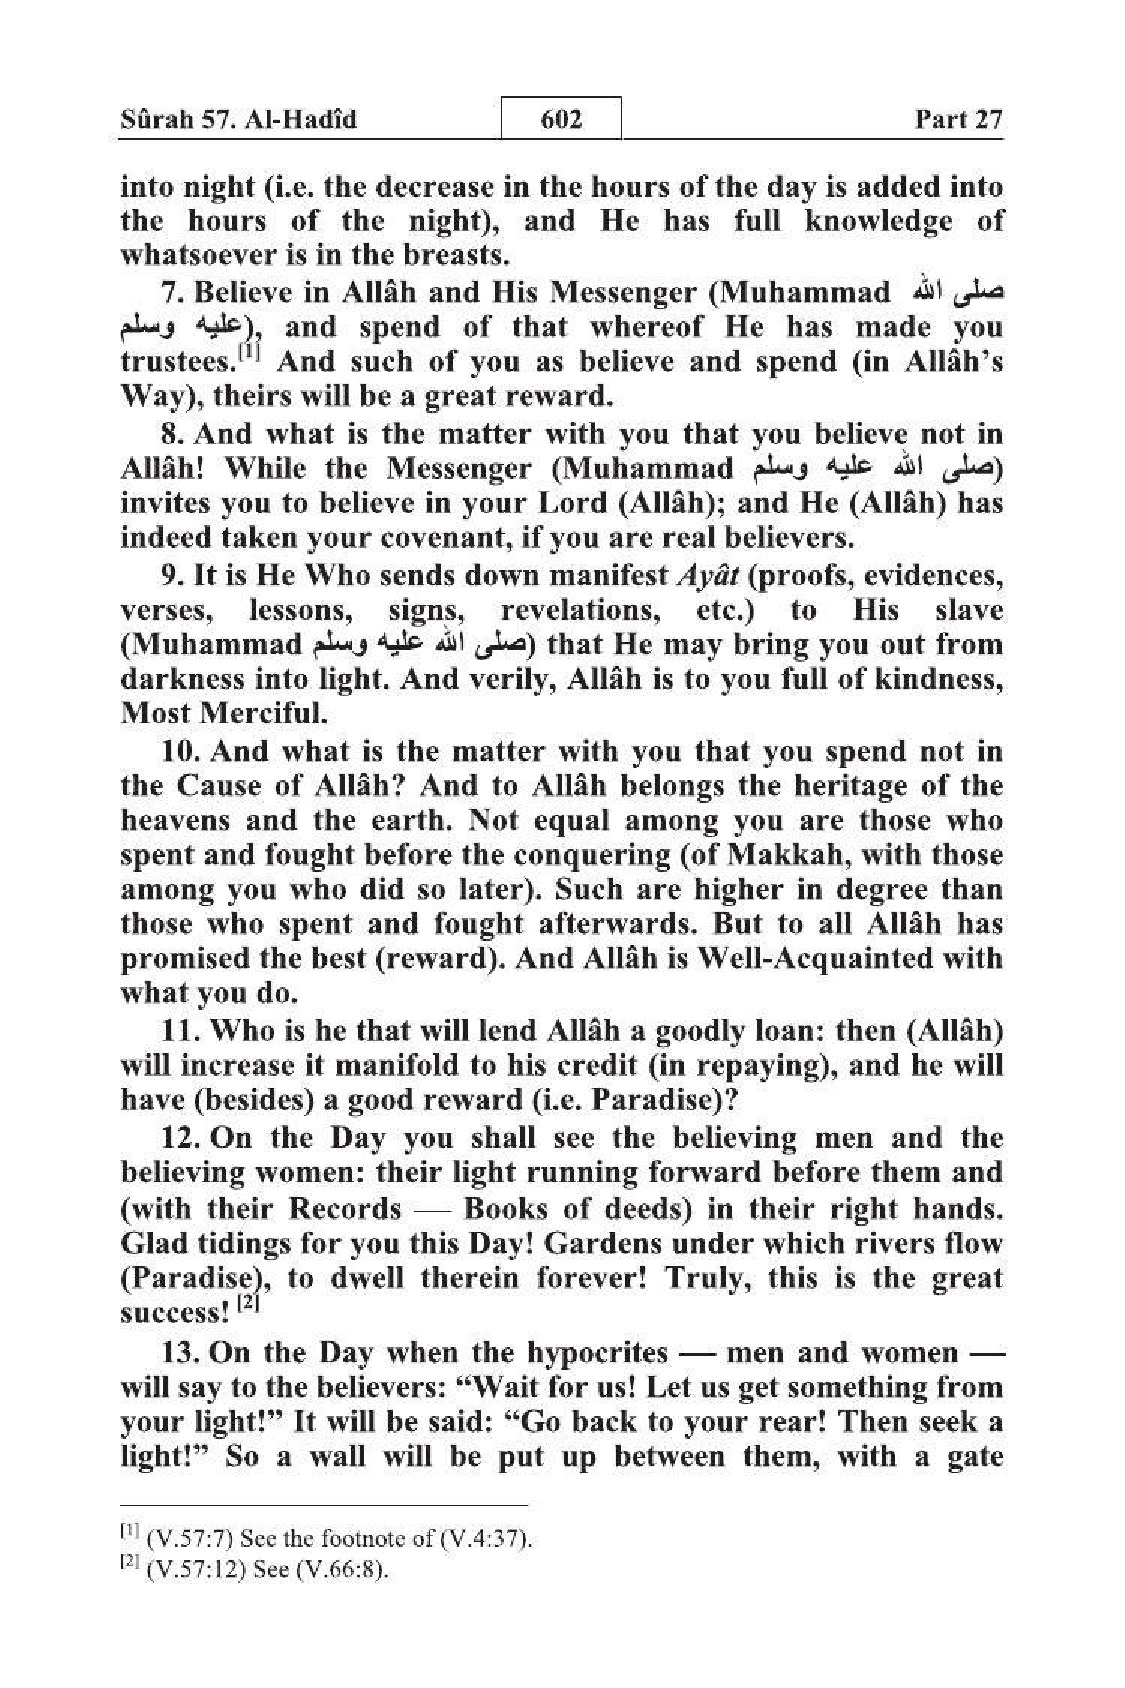 Sûrah 57. Al-Hadîd 602 Part 27
into night (i.e. the decrease in the hours of the day is added into
the hours of the night), and He has full knowledge of
whatsoever is in the breasts.
7. Believe in Allâh and His Messenger (Muhammad صلى الله
عليه وسلم), and spend of that whereof He has made you
trustees.[1] And such of you as believe and spend (in Allâh’s
Way), theirs will be a great reward.
8. And what is the matter with you that you believe not in
Allâh! While the Messenger (Muhammad صلى الله عليه وسلم)
invites you to believe in your Lord (Allâh); and He (Allâh) has
indeed taken your covenant, if you are real believers.
9. It is He Who sends down manifest Ayât (proofs, evidences,
verses, lessons, signs, revelations, etc.) to His slave
(Muhammad صلى الله عليه وسلم) that He may bring you out from
darkness into light. And verily, Allâh is to you full of kindness,
Most Merciful.
10. And what is the matter with you that you spend not in
the Cause of Allâh? And to Allâh belongs the heritage of the
heavens and the earth. Not equal among you are those who
spent and fought before the conquering (of Makkah, with those
among you who did so later). Such are higher in degree than
those who spent and fought afterwards. But to all Allâh has
promised the best (reward). And Allâh is Well-Acquainted with
what you do.
11. Who is he that will lend Allâh a goodly loan: then (Allâh)
will increase it manifold to his credit (in repaying), and he will
have (besides) a good reward (i.e. Paradise)?
12. On the Day you shall see the believing men and the
believing women: their light running forward before them and
(with their Records — Books of deeds) in their right hands.
Glad tidings for you this Day! Gardens under which rivers flow
(Paradise), to dwell therein forever! Truly, this is the great
success! [2]
13. On the Day when the hypocrites — men and women —
will say to the believers: “Wait for us! Let us get something from
your light!” It will be said: “Go back to your rear! Then seek a
light!” So a wall will be put up between them, with a gate
[1] (V.57:7) See the footnote of (V.4:37).
[2] (V.57:12) See (V.66:8).